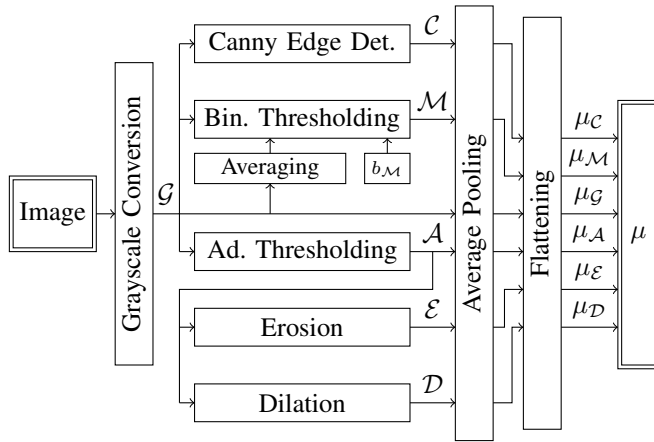 Image
Grayscale Conversion
𝒢
Canny Edge Det.
𝒞
Bin. Thresholding
ℳ
Averaging
b_ℳ
Ad. Thresholding
𝒜
Erosion
ℰ
Dilation
𝒟
Average Pooling
Flattening
μ_𝒞
μ_ℳ
μ_𝒢
μ_𝒜
μ_ℰ
μ_𝒟
μ